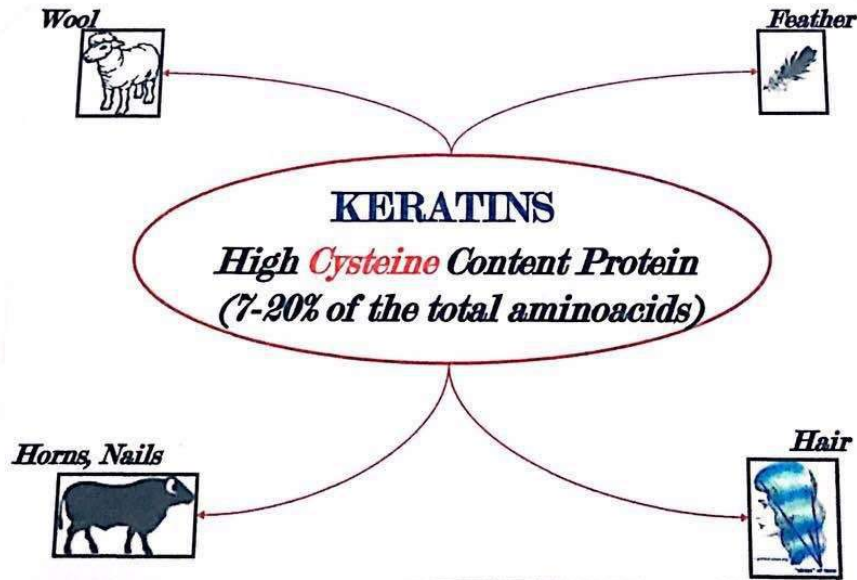 Wool
Feather
KERATINS
High Cysteine Content Protein
(7-20% of the total aminoacids)
Horns, Nails
Hair